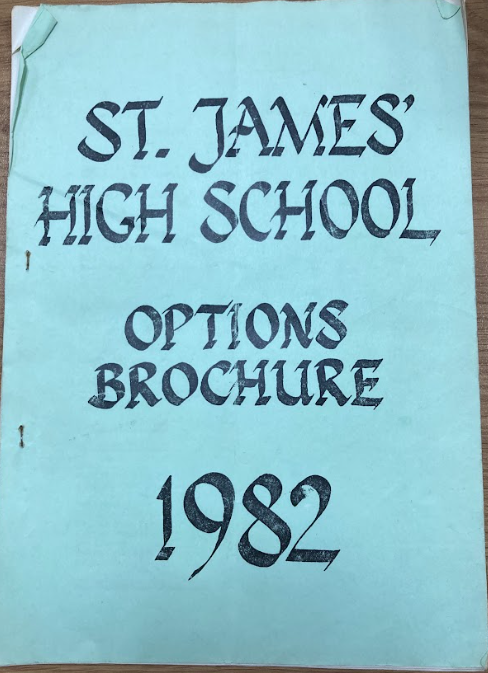 ST. JAMES'
HIGH SCHOOL
OPTIONS
BROCHURE
1982